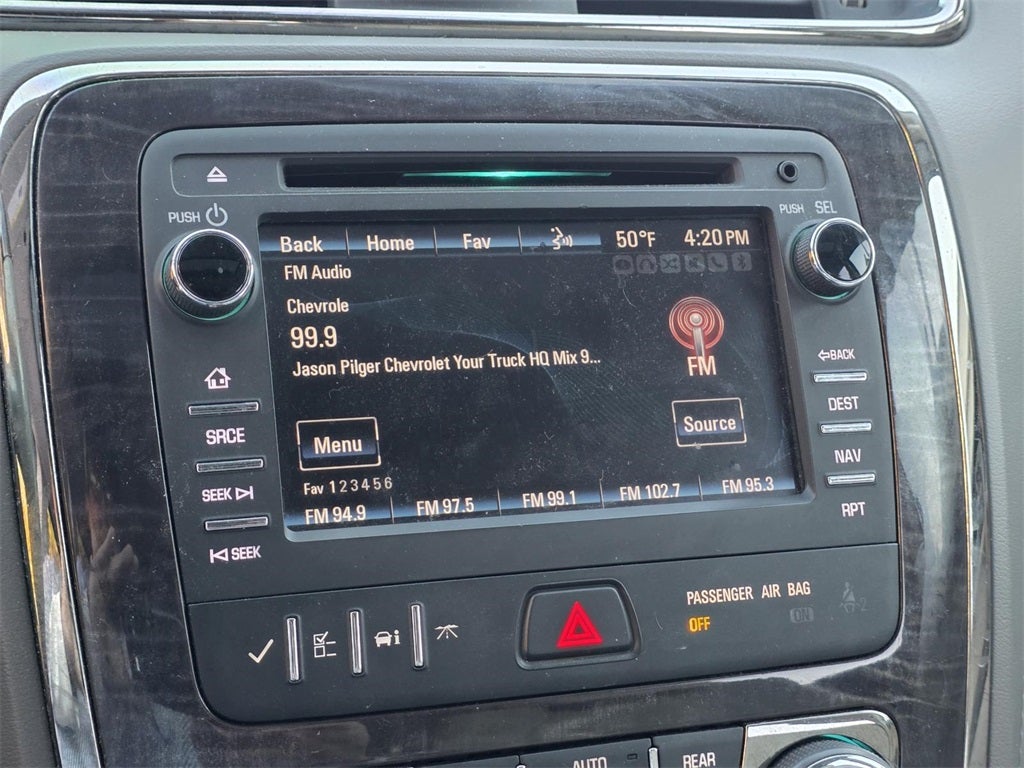 PUSH
PUSH SEL
Back Home Fav 50°F 4:20 PM
FM Audio
Chevrole
99.9
Jason Pilger Chevrolet Your Truck HQ Mix 9...
FM
BACK
DEST
NAV
RPT
SRCE
SEEK
SEEK
Menu
Source
Fav 1 2 3 4 5 6
FM 94.9 FM 97.5 FM 99.1 FM 102.7 FM 95.3
PASSENGER AIR BAG
OFF ON 2
AUTO REAR